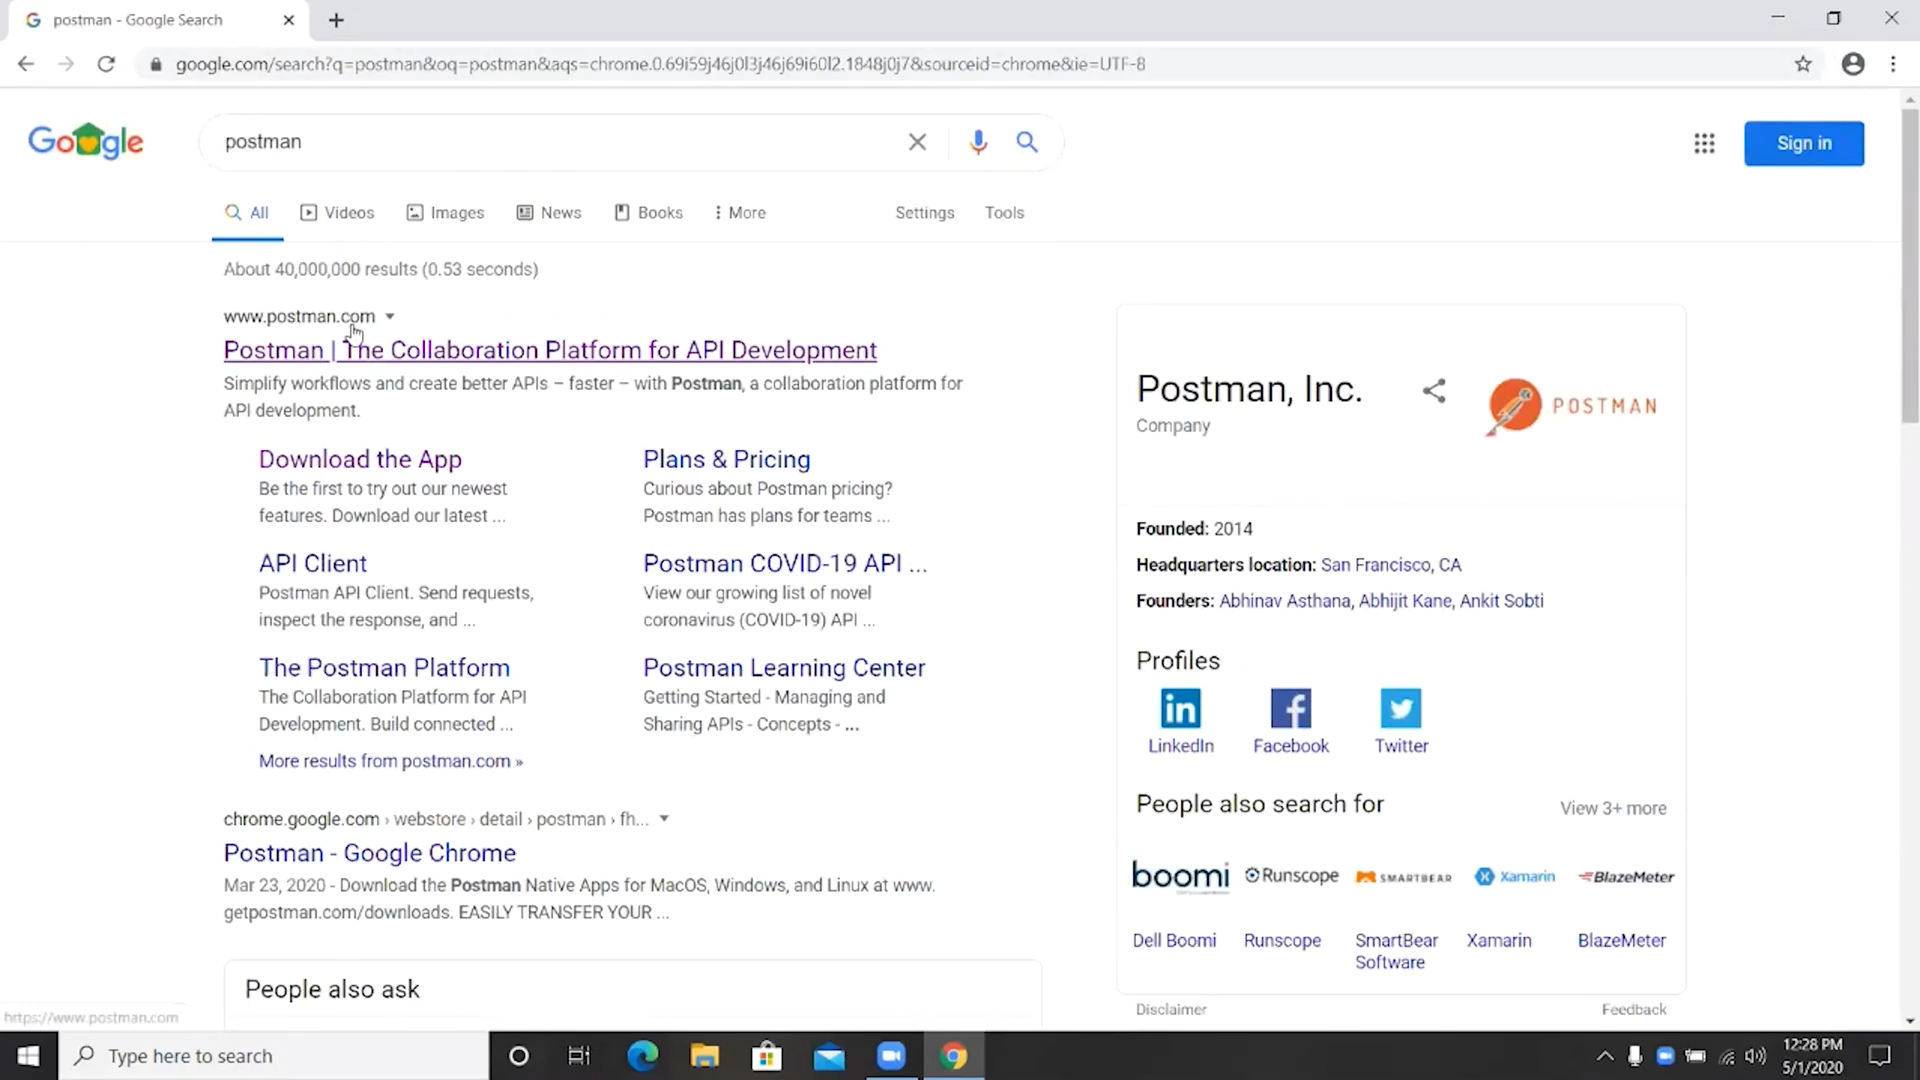 postman - Google Search
google.com/search?q=postman&oq=postman&aqs=chrome.0.69i59j46j0l3j46j69i60l2.1848j0j7&sourceid=chrome&ie=UTF-8
Google
postman
Sign in
All Videos Images News Books More Settings Tools
About 40,000,000 results (0.53 seconds)
www.postman.com
Postman | The Collaboration Platform for API Development
Simplify workflows and create better APIs – faster – with Postman, a collaboration platform for
API development.
Download the App
Be the first to try out our newest
features. Download our latest ...
Plans & Pricing
Curious about Postman pricing?
Postman has plans for teams ...
API Client
Postman API Client. Send requests,
inspect the response, and ...
Postman COVID-19 API ...
View our growing list of novel
coronavirus (COVID-19) API ...
The Postman Platform
The Collaboration Platform for API
Development. Build connected ...
Postman Learning Center
Getting Started - Managing and
Sharing APIs - Concepts - ...
More results from postman.com »
chrome.google.com › webstore › detail › postman › fh...
Postman - Google Chrome
Mar 23, 2020 - Download the Postman Native Apps for MacOS, Windows, and Linux at www.
getpostman.com/downloads. EASILY TRANSFER YOUR ...
People also ask
Postman, Inc.
Company
POSTMAN
Founded: 2014
Headquarters location: San Francisco, CA
Founders: Abhinav Asthana, Abhijit Kane, Ankit Sobti
Profiles
in
f
LinkedIn Facebook Twitter
People also search for
View 3+ more
boomi Runscope SMARTBEAR Xamarin BlazeMeter
Dell Boomi Runscope SmartBear Xamarin BlazeMeter
Software
Disclaimer
Feedback
https://www.postman.com
Type here to search
12:28 PM
5/1/2020